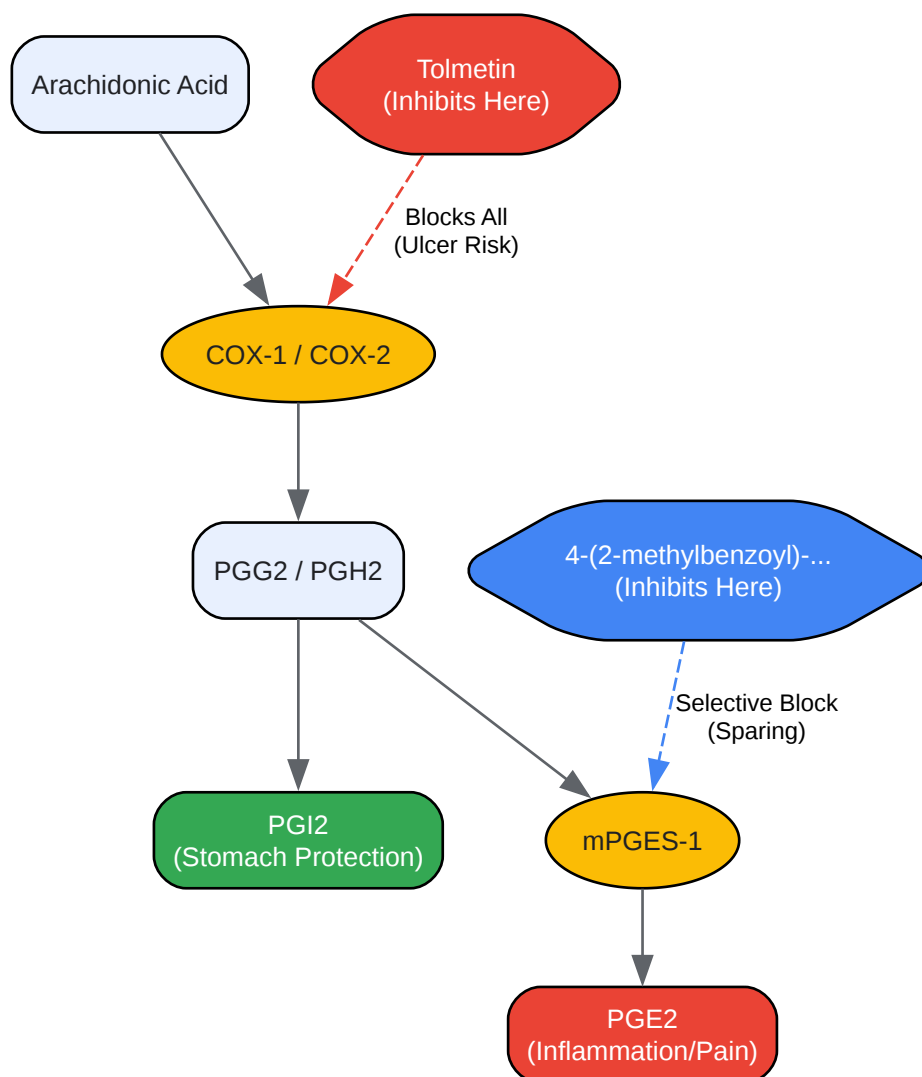 Arachidonic Acid
Tolmetin
(Inhibits Here)
Blocks All
(Ulcer Risk)
COX-1 / COX-2
PGG2 / PGH2
4-(2-methylbenzoyl)-...
(Inhibits Here)
Selective Block
(Sparing)
PGI2
(Stomach Protection)
mPGES-1
PGE2
(Inflammation/Pain)